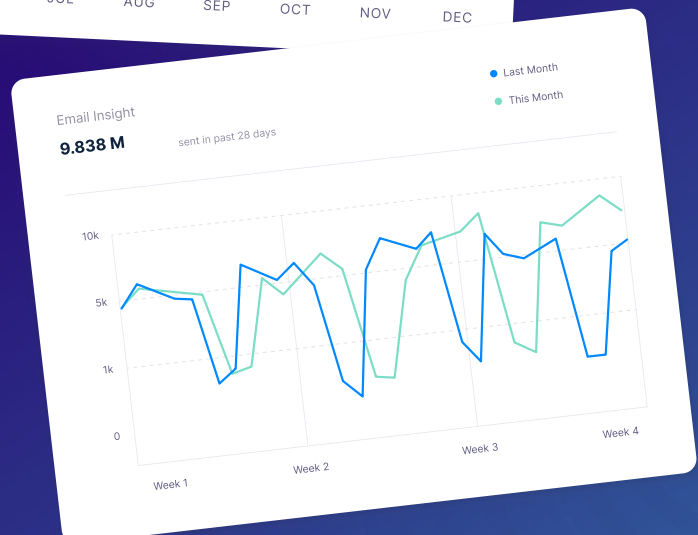 AUG SEP OCT NOV DEC
Last Month
This Month
Email Insight
9.838 M sent in past 28 days
10k
5k
1k
0
Week 1 Week 2 Week 3 Week 4